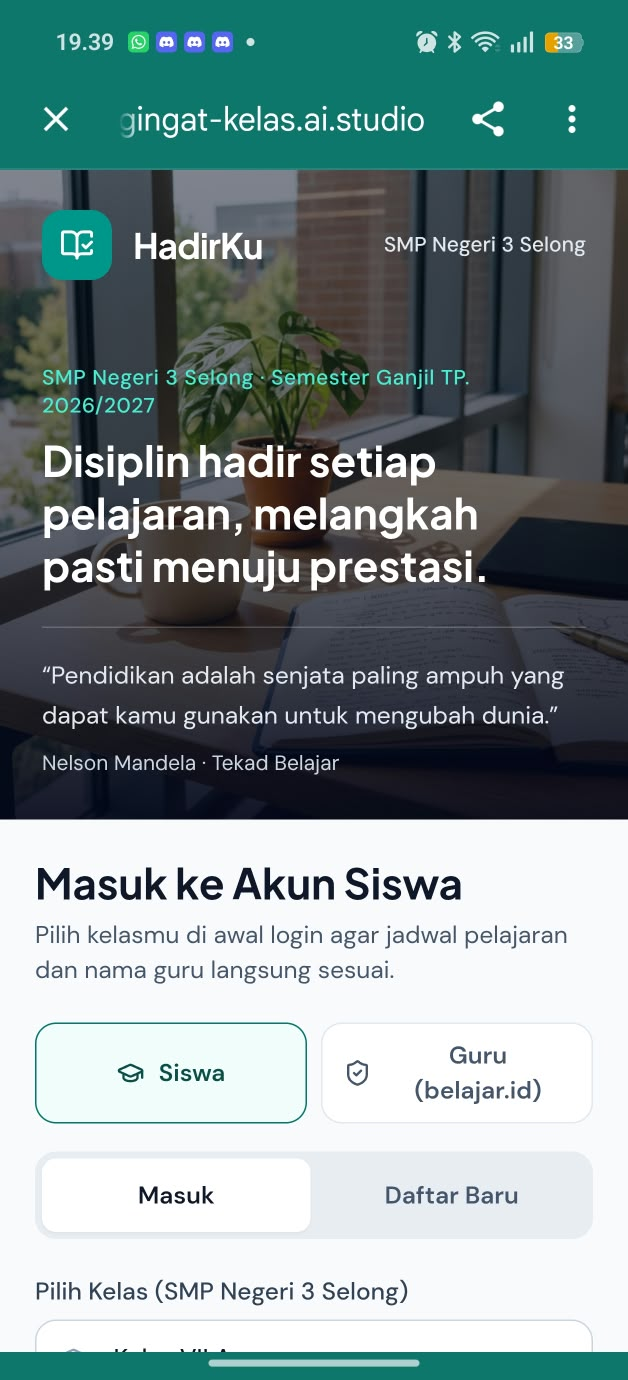 19.39
33
gingat-kelas.ai.studio
HadirKu
SMP Negeri 3 Selong
SMP Negeri 3 Selong · Semester Ganjil TP.
2026/2027
Disiplin hadir setiap
pelajaran, melangkah
pasti menuju prestasi.
“Pendidikan adalah senjata paling ampuh yang
dapat kamu gunakan untuk mengubah dunia.”
Nelson Mandela · Tekad Belajar
Masuk ke Akun Siswa
Pilih kelasmu di awal login agar jadwal pelajaran
dan nama guru langsung sesuai.
Siswa
Guru
(belajar.id)
Masuk
Daftar Baru
Pilih Kelas (SMP Negeri 3 Selong)